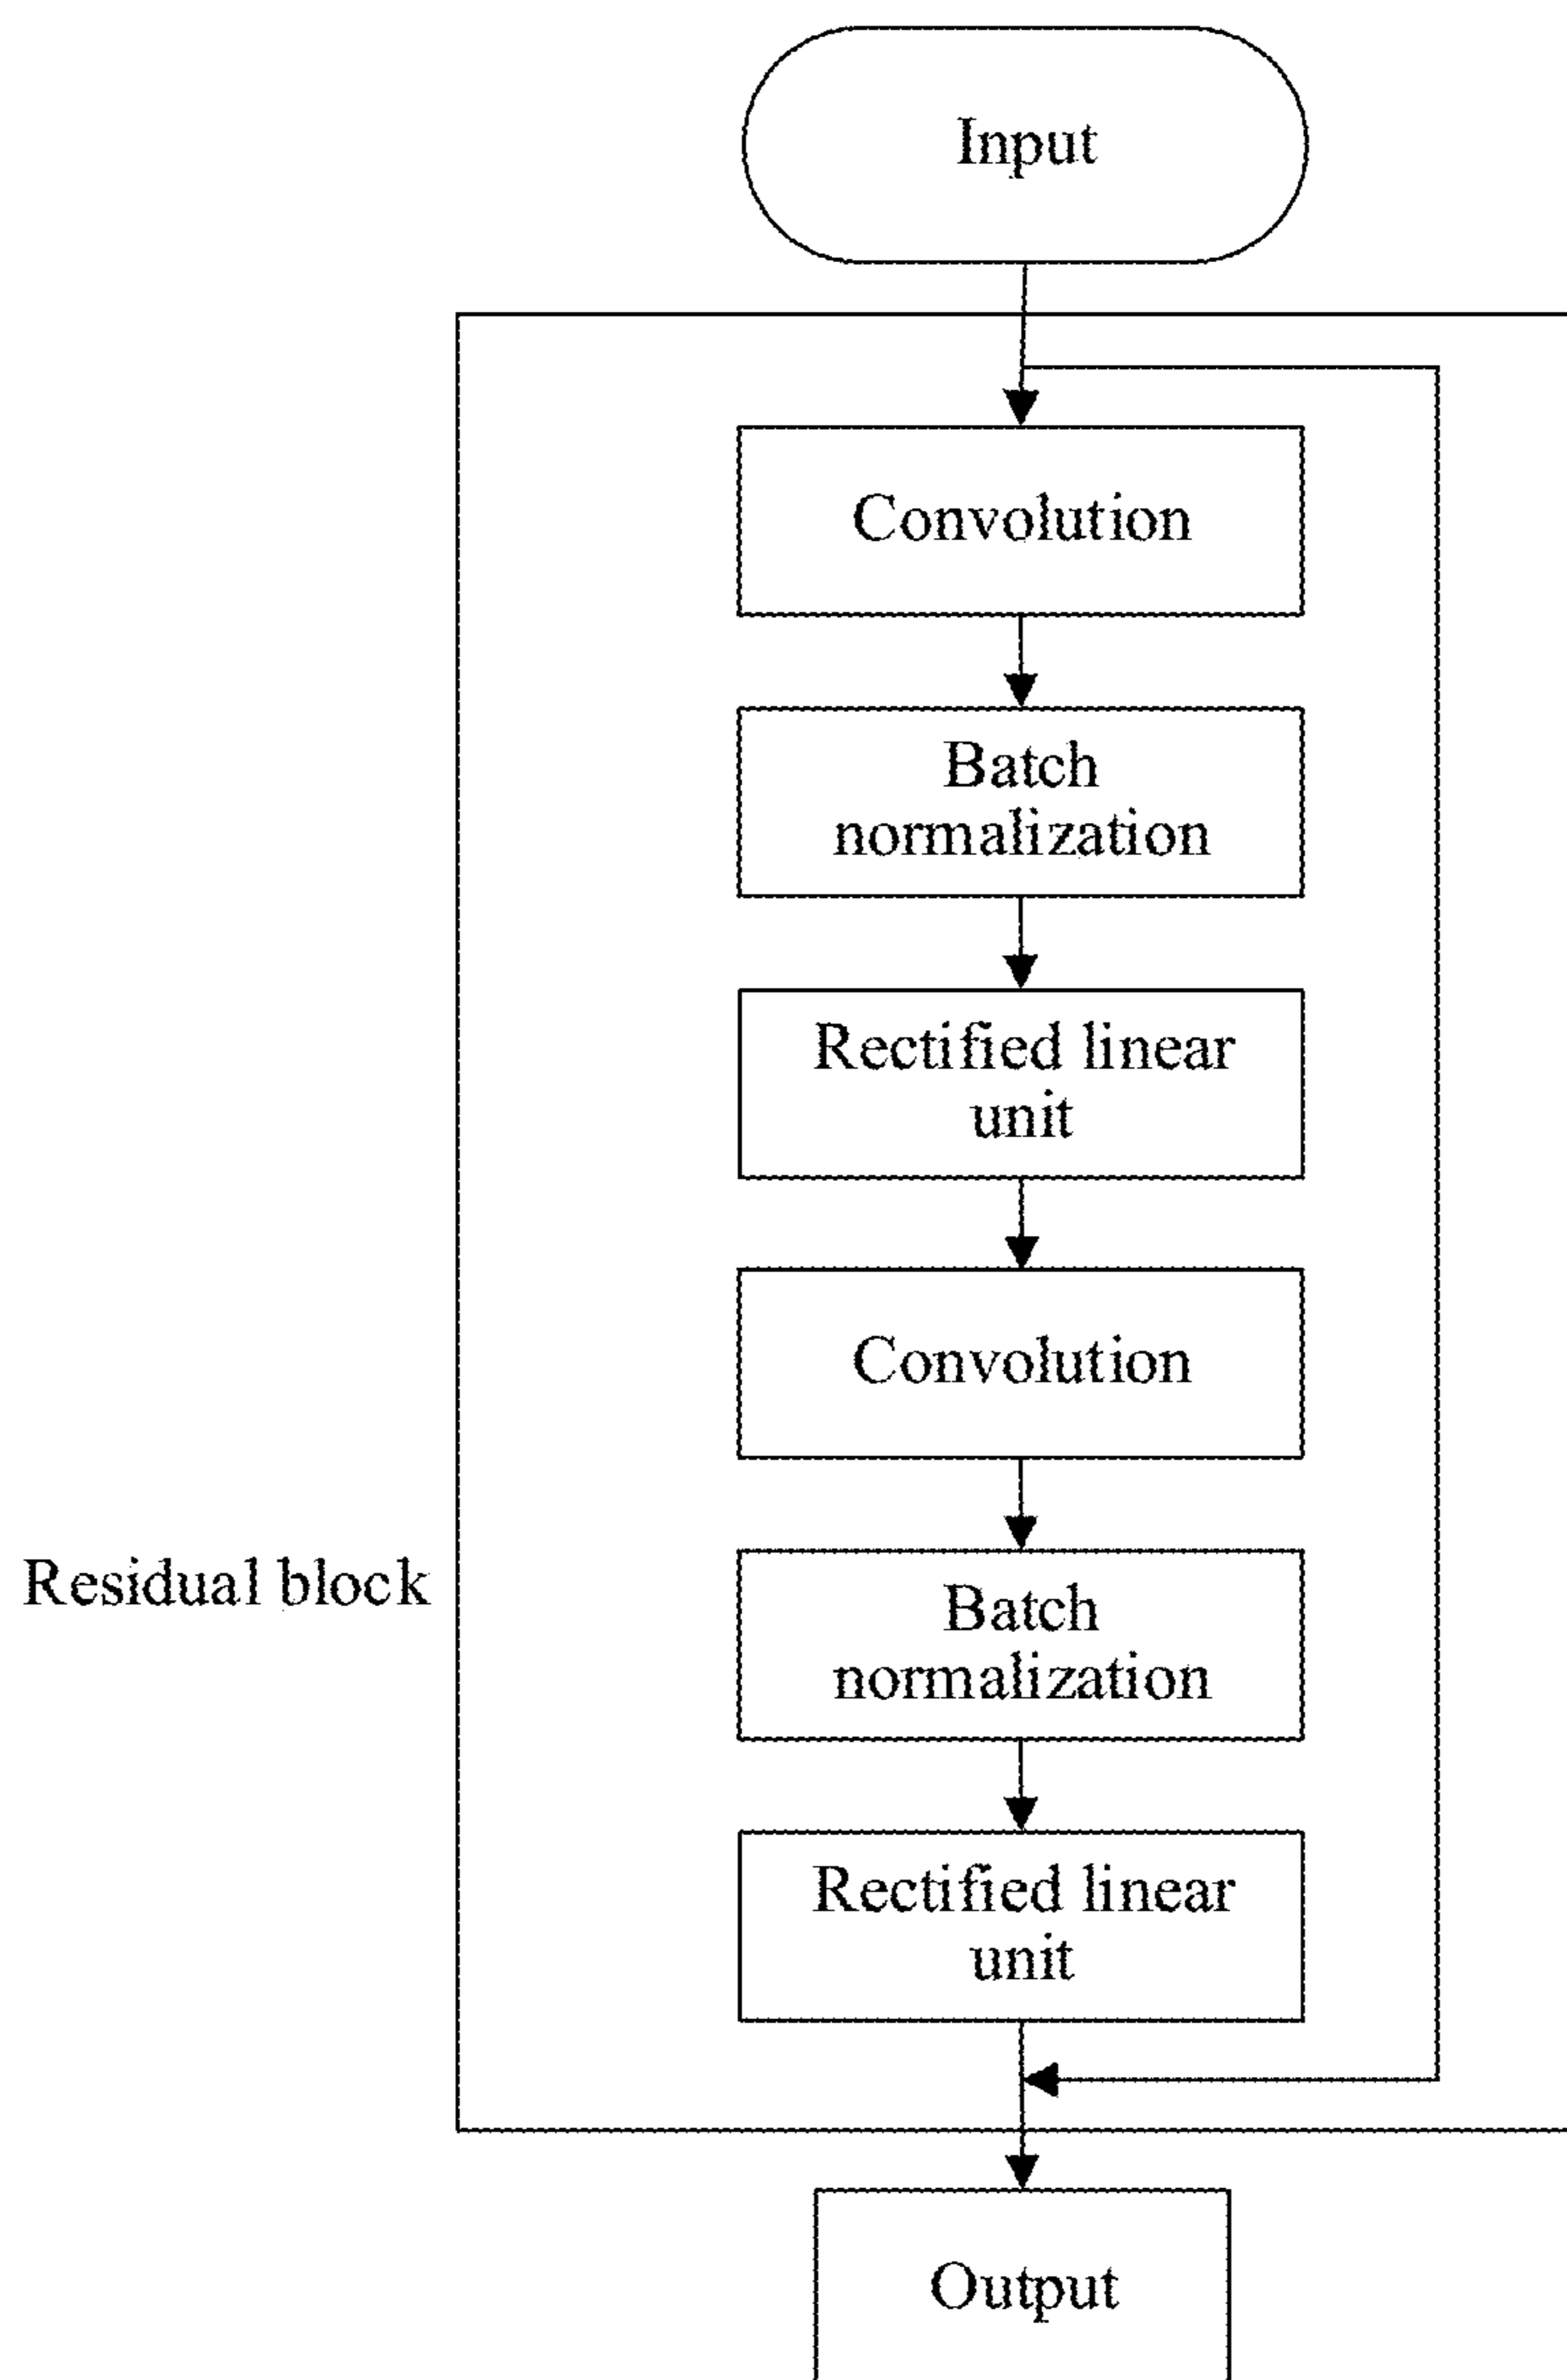 Input
Convolution
Batch
normalization
Rectified linear
unit
Convolution
Residual block
Batch
normalization
Rectified linear
unit
Output